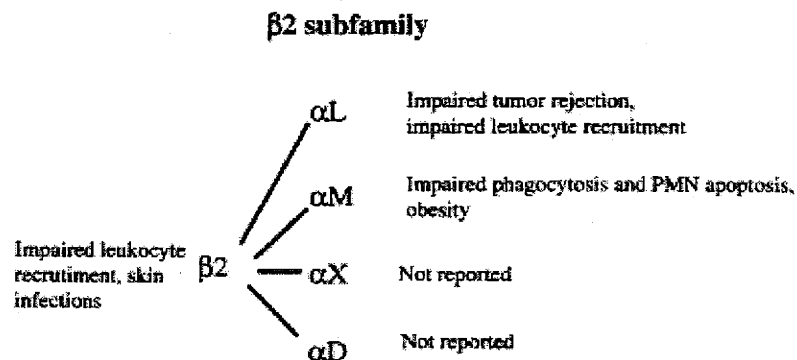 β2 subfamily
αL
Impaired tumor rejection,
impaired leukocyte recruitment
αM
Impaired phagocytosis and PMN apoptosis,
obesity
Impaired leukocyte
recrutiment, skin
infections
β2
αX
Not reported
αD
Not reported